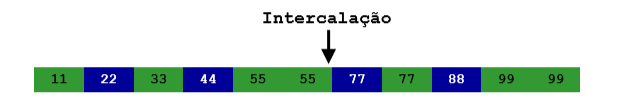 Intercalação
11 22 33 44 55 55 77 77 88 99 99